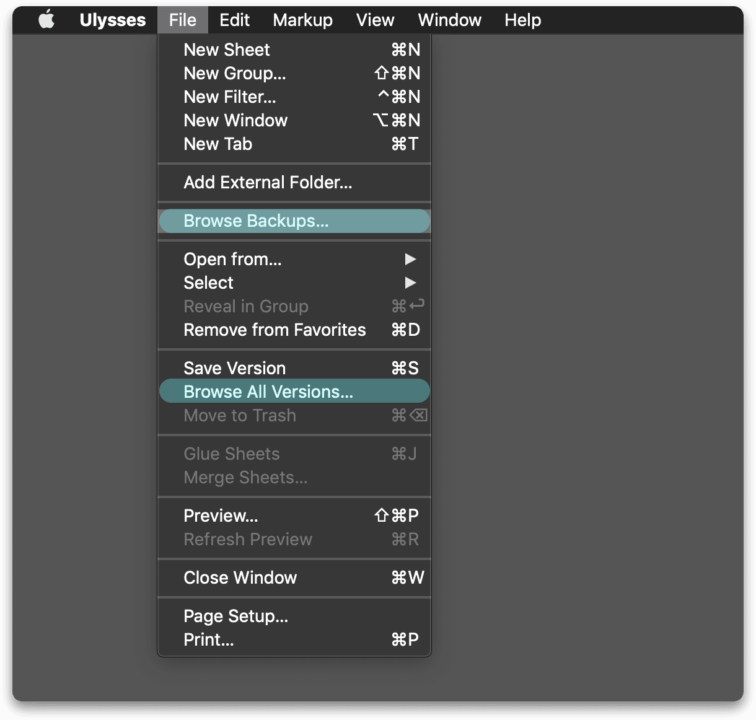 Ulysses File Edit Markup View Window Help
New Sheet ⌘N
New Group... ⇧⌘N
New Filter... ^⌘N
New Window ⌥⌘N
New Tab ⌘T
Add External Folder...
Browse Backups...
Open from... ▶
Select ▶
Reveal in Group ⌘↩
Remove from Favorites ⌘D
Save Version ⌘S
Browse All Versions...
Move to Trash ⌘⌫
Glue Sheets ⌘J
Merge Sheets...
Preview... ⇧⌘P
Refresh Preview ⌘R
Close Window ⌘W
Page Setup...
Print... ⌘P